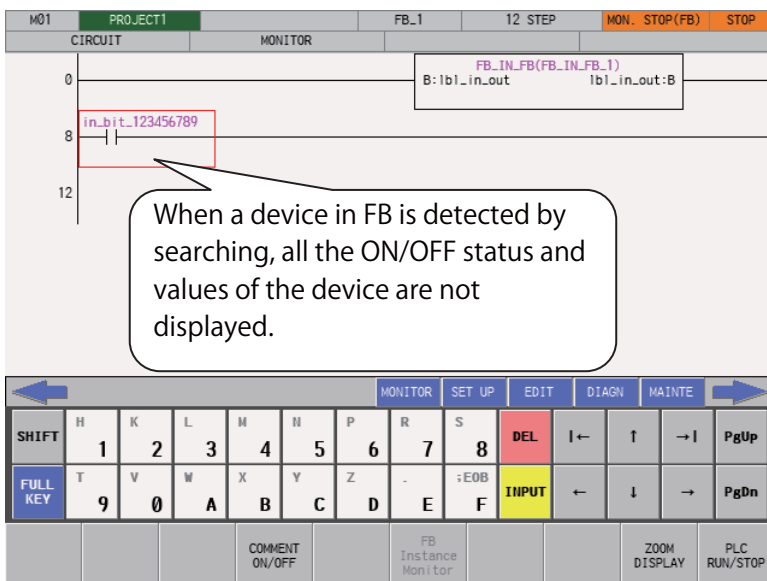 M01 PROJECT1 FB_1 12 STEP MON. STOP(FB) STOP
CIRCUIT MONITOR
FB_IN_FB(FB_IN_FB_1)
0 B:lbl_in_out lbl_in_out:B
in_bit_123456789
8
12
When a device in FB is detected by
searching, all the ON/OFF status and
values of the device are not
displayed.
MONITOR SET UP EDIT DIAGN MAINTE
SHIFT H 1 K 2 L 3 M 4 N 5 P 6 R 7 S 8 DEL |← ↑ →| PgUp
FULL KEY T 9 V 0 W A X B Y C Z D . E ;EOB F INPUT ← ↓ → PgDn
COMMENT ON/OFF FB Instance Monitor ZOOM DISPLAY PLC RUN/STOP